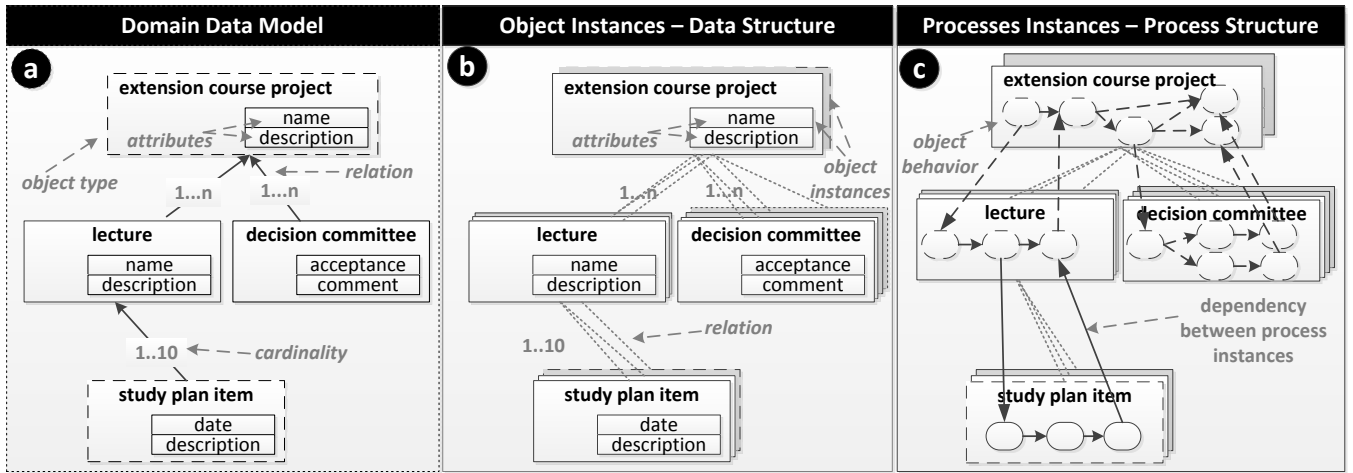 Domain Data Model
a
extension course project
name
description
attributes
object type
relation
1...n
1...n
lecture
name
description
decision committee
acceptance
comment
1..10
cardinality
study plan item
date
description
Object Instances – Data Structure
b
extension course project
name
description
attributes
object
instances
1...n
1...n
lecture
name
description
decision committee
acceptance
comment
relation
1..10
study plan item
date
description
Processes Instances – Process Structure
c
extension course project
object
behavior
lecture
decision committee
dependency
between process
instances
study plan item